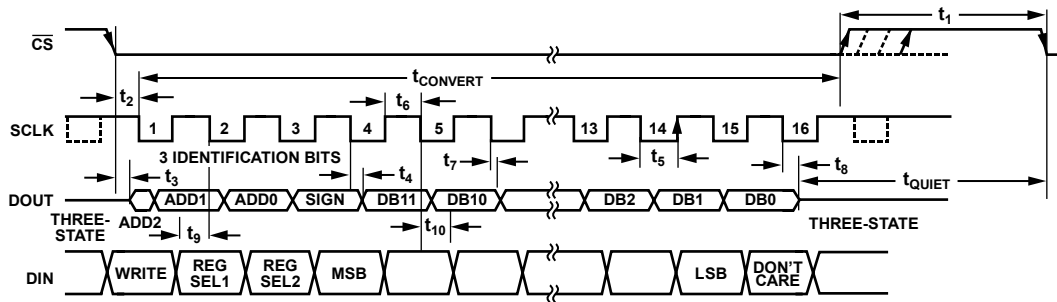 t1
CS
tCONVERT
t2
t6
SCLK
1 2 3 4 5 13 14 15 16
3 IDENTIFICATION BITS
t7
t5
t8
t3
t4
tQUIET
DOUT
ADD1 ADD0 SIGN DB11 DB10 DB2 DB1 DB0
THREE-
STATE
ADD2
THREE-STATE
t9
t10
DIN
WRITE
REG
SEL1
REG
SEL2
MSB
LSB
DON'T
CARE